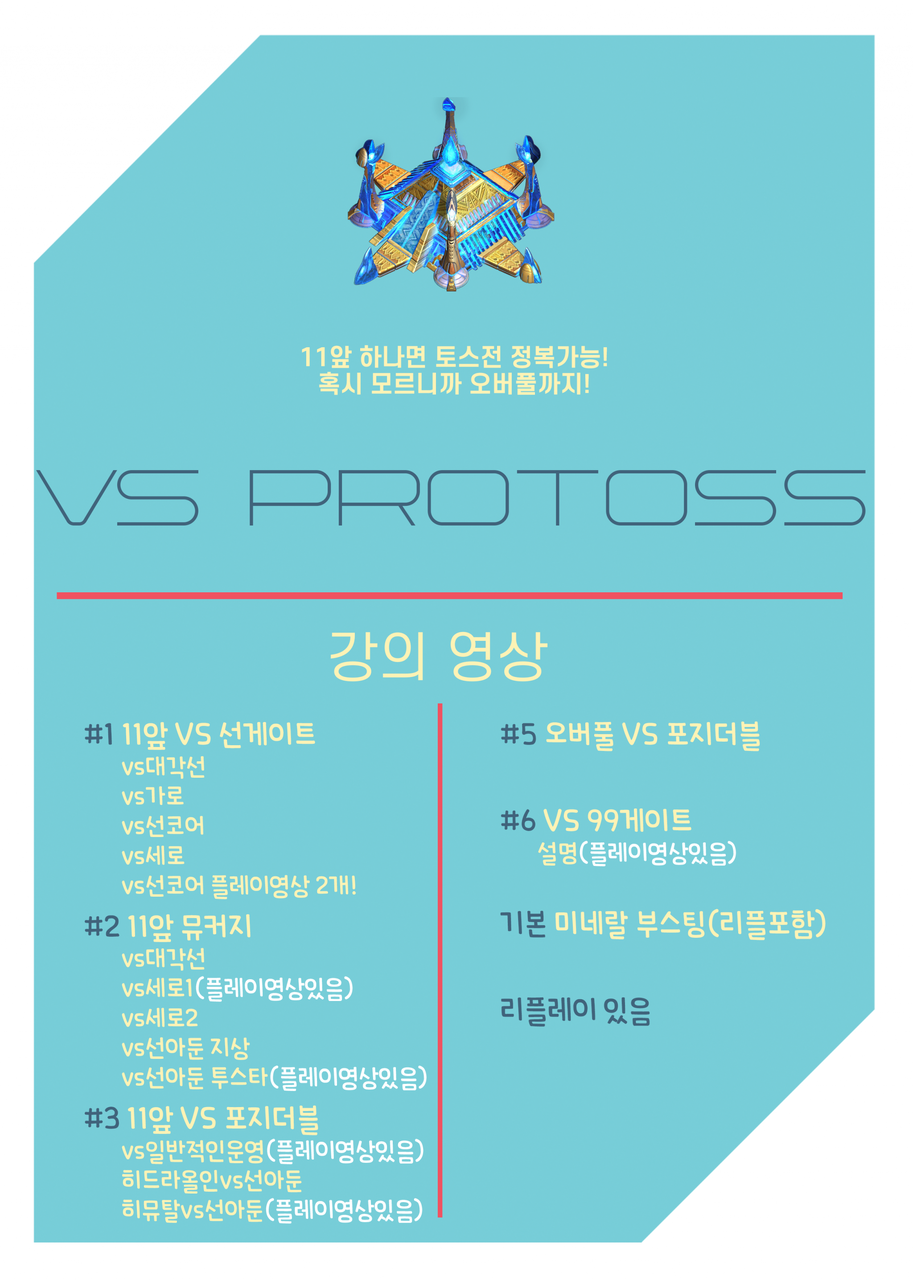 11앞 하나면 토스전 정복가능!
혹시 모르니까 오버풀까지!
VS PROTOSS
강의 영상
#1 11앞 VS 선게이트
vs대각선
vs가로
vs선코어
vs세로
vs선코어 플레이영상 2개!
#2 11앞 뮤커지
vs대각선
vs세로1(플레이영상있음)
vs세로2
vs선아둔 지상
vs선아둔 투스타(플레이영상있음)
#3 11앞 VS 포지더블
vs일반적인운영(플레이영상있음)
히드라올인vs선아둔
히뮤탈vs선아둔(플레이영상있음)
#5 오버풀 VS 포지더블
#6 VS 99게이트
설명(플레이영상있음)
기본 미네랄 부스팅(리플포함)
리플레이 있음